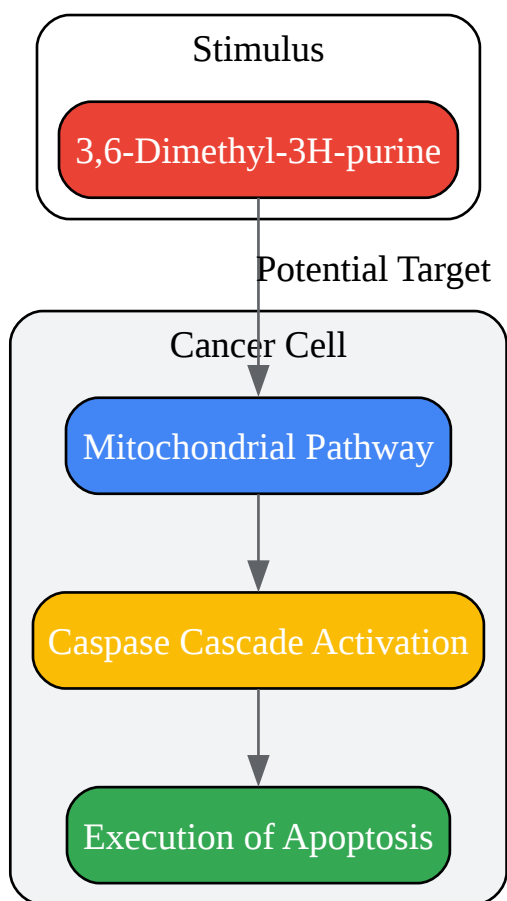 Stimulus
3,6-Dimethyl-3H-purine
Potential Target
Cancer Cell
Mitochondrial Pathway
Caspase Cascade Activation
Execution of Apoptosis